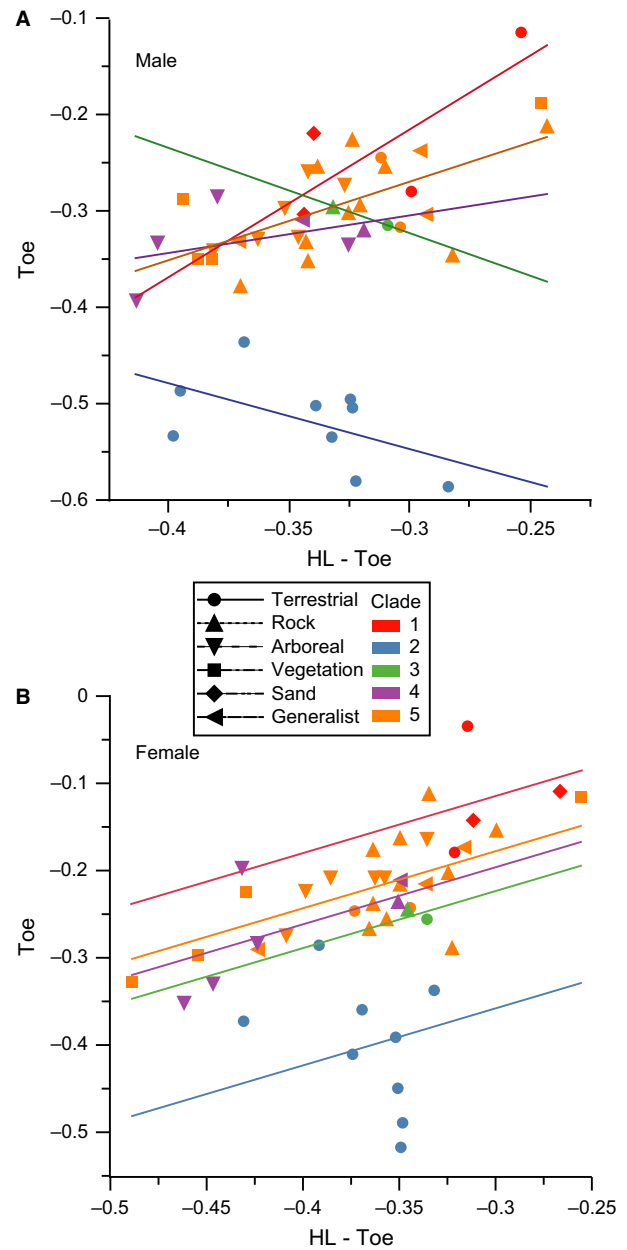 A
Male
Toe
−0.1
−0.2
−0.3
−0.4
−0.5
−0.6
−0.4
−0.35
−0.3
−0.25
HL - Toe
Terrestrial
Rock
Arboreal
Vegetation
Sand
Generalist
Clade
1
2
3
4
5
B
Female
Toe
0
−0.1
−0.2
−0.3
−0.4
−0.5
−0.5
−0.45
−0.4
−0.35
−0.3
−0.25
HL - Toe